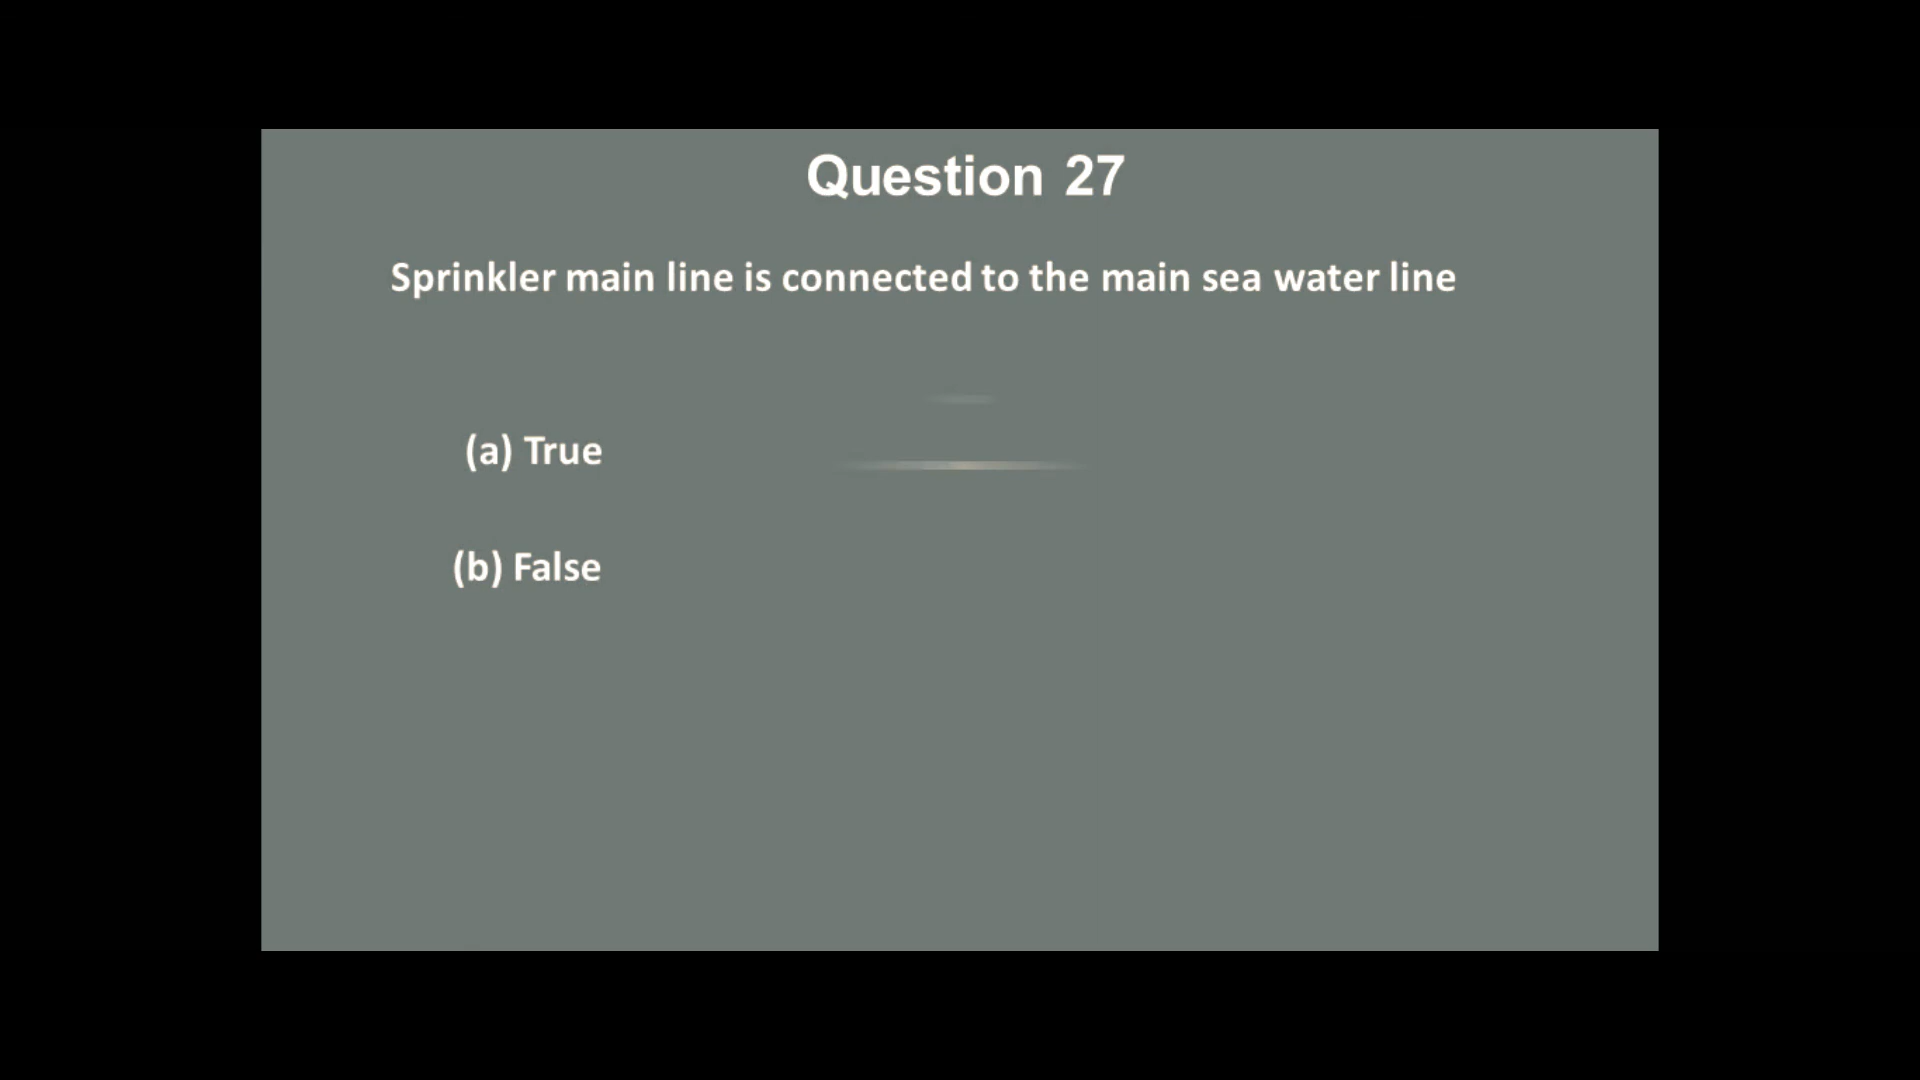 Question 27
Sprinkler main line is connected to the main sea water line
(a) True
(b) False